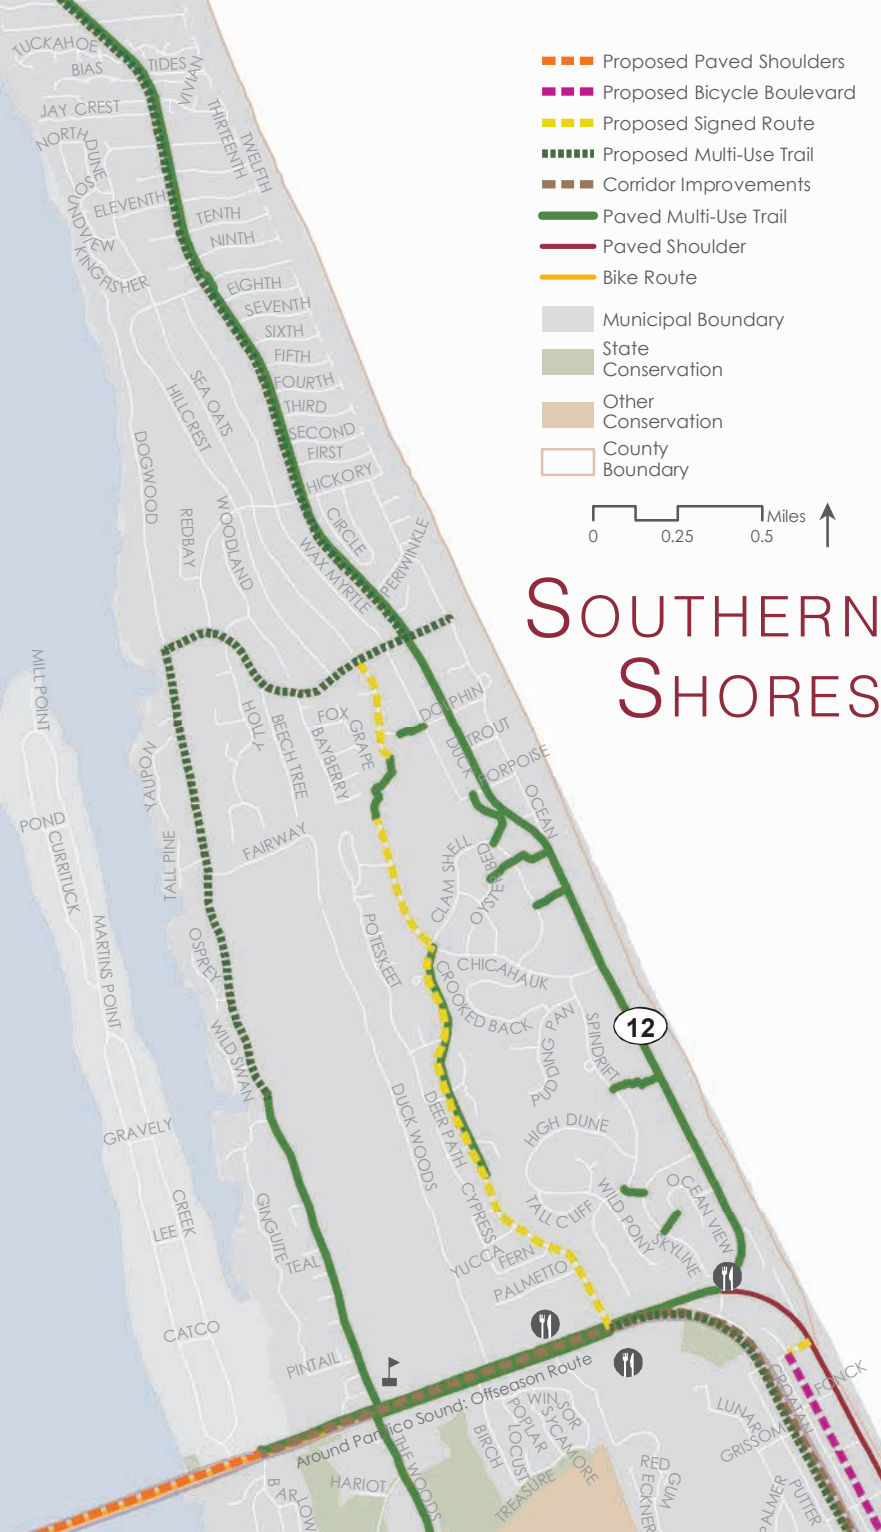 Proposed Paved Shoulders
Proposed Bicycle Boulevard
Proposed Signed Route
Proposed Multi-Use Trail
Corridor Improvements
Paved Multi-Use Trail
Paved Shoulder
Bike Route
Municipal Boundary
State
Conservation
Other
Conservation
County
Boundary
Miles
0 0.25 0.5
SOUTHERN
SHORES
TUCKAHOE
BIAS
TIDES
VIVIAN
JAY CREST
THIRTEENTH
TWELFTH
NORTH DUNE
SOUNDVIEW
ELEVENTH
TENTH
NINTH
KINGFISHER
EIGHTH
SEVENTH
SIXTH
FIFTH
FOURTH
THIRD
SECOND
FIRST
HICKORY
SEA OATS
HILLCREST
DOGWOOD
REDBAY
WOODLAND
CIRCLE
WAX MYRTLE
PERIWINKLE
MILL POINT
HOLLY
BEECH TREE
FOX GRAPE
BAYBERRY
DOLPHIN
DUCK
TROUT
PORPOISE
OCEAN
YAUPON
TALL PINE
POND
CURRITUCK
FAIRWAY
CLAM SHELL
OYSTER BED
MARTINS POINT
OSPREY
POTESKEET
CHICAHAUK
CROOKED BACK
PUDDING PAN
SPINDRIFT
12
WILD SWAN
DUCK WOODS
DEER PATH
HIGH DUNE
GRAVELY
CREEK
LEE
GINGUITE
TEAL
CYPRESS
TALL CLIFF
WILD PONY
OCEAN VIEW
SKYLINE
YUCCA
FERN
PALMETTO
CATCO
PINTAIL
Around Pamlico Sound: Offseason Route
CROATAN
FONCK
LUNAR
GRISSOM
WINSOR
SYCAMORE
POPLAR
LOCUST
BIRCH
TREASURE
THE WOODS
HARIOT
BARLOW
RED
GUM
ECKNER
PALMER
PUTTER